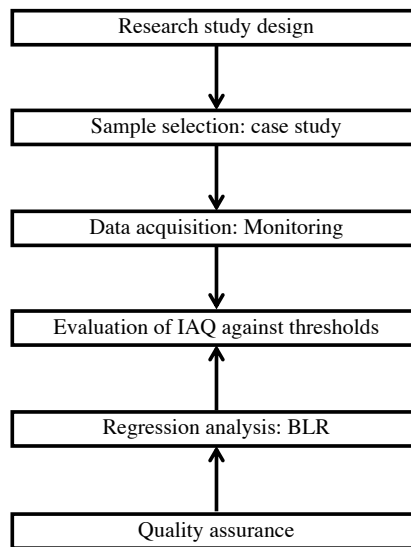 Research study design
Sample selection: case study
Data acquisition: Monitoring
Evaluation of IAQ against thresholds
Regression analysis: BLR
Quality assurance